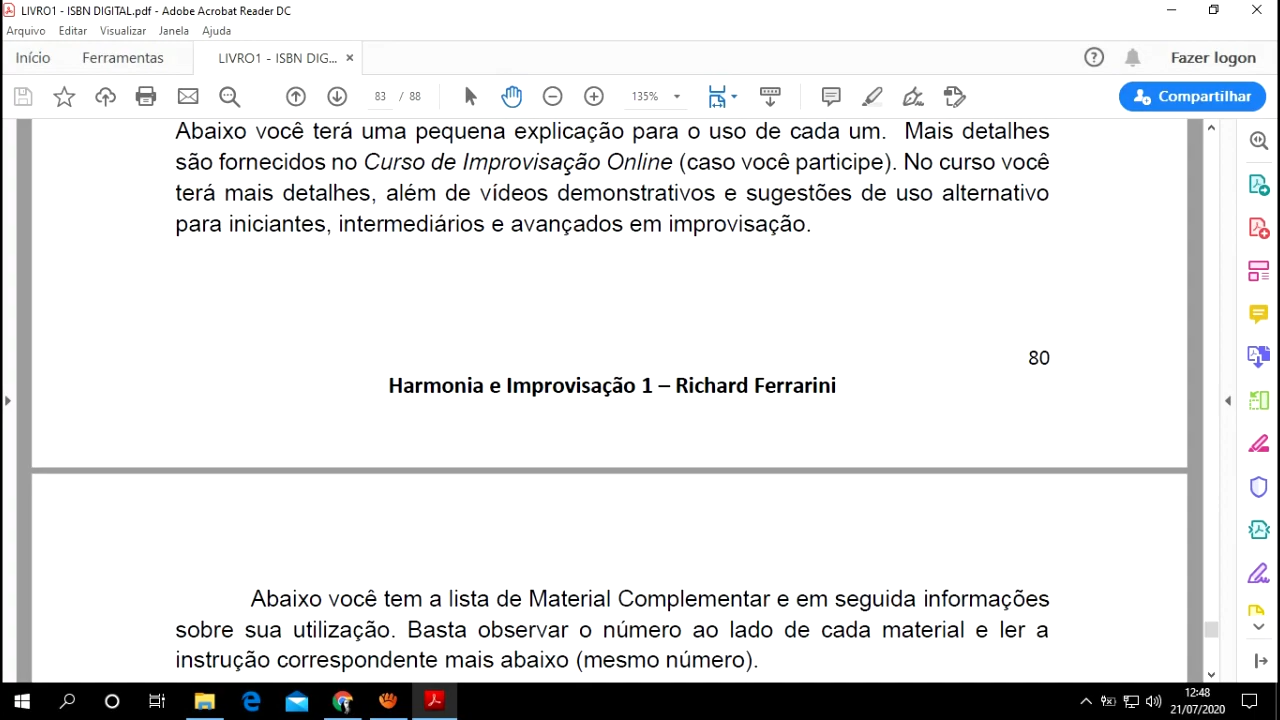 LIVRO1 - ISBN DIGITAL.pdf - Adobe Acrobat Reader DC
Arquivo Editar Visualizar Janela Ajuda
Início Ferramentas LIVRO1 - ISBN DIG... Fazer logon
83 / 88 135% Compartilhar
Abaixo você terá uma pequena explicação para o uso de cada um. Mais detalhes
são fornecidos no Curso de Improvisação Online (caso você participe). No curso você
terá mais detalhes, além de vídeos demonstrativos e sugestões de uso alternativo
para iniciantes, intermediários e avançados em improvisação.
80
Harmonia e Improvisação 1 – Richard Ferrarini
Abaixo você tem a lista de Material Complementar e em seguida informações
sobre sua utilização. Basta observar o número ao lado de cada material e ler a
instrução correspondente mais abaixo (mesmo número).
12:48
21/07/2020